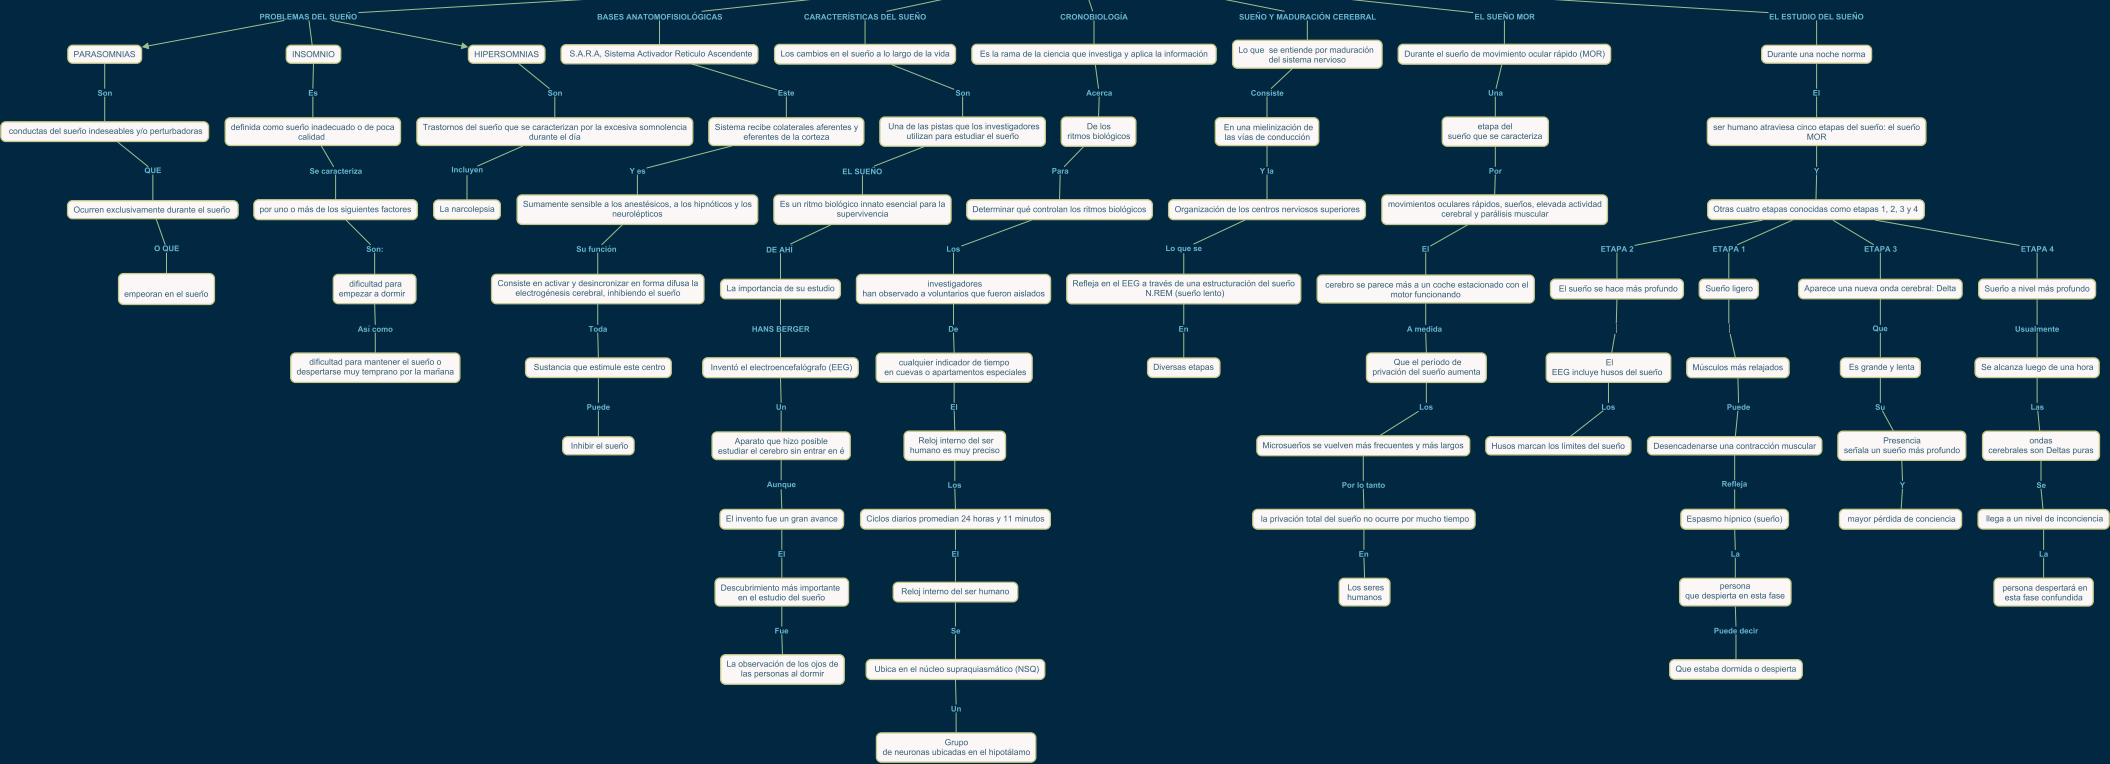 PROBLEMAS DEL SUEÑO
BASES ANATOMOFISIOLÓGICAS
CARACTERÍSTICAS DEL SUEÑO
CRONOBIOLOGÍA
SUEÑO Y MADURACIÓN CEREBRAL
EL SUEÑO MOR
EL ESTUDIO DEL SUEÑO
PARASOMNIAS
INSOMNIO
HIPERSOMNIAS
S.A.R.A, Sistema Activador Reticulo Ascendente
Los cambios en el sueño a lo largo de la vida
Es la rama de la ciencia que investiga y aplica la información
Lo que se entiende por maduración
del sistema nervioso
Durante el sueño de movimiento ocular rápido (MOR)
Durante una noche norma
Son
Es
Son
Este
Son
Acerca
Consiste
Una
El
conductas del sueño indeseables y/o perturbadoras
definida como sueño inadecuado o de poca
calidad
Trastornos del sueño que se caracterizan por la excesiva somnolencia
durante el día
Sistema recibe colaterales aferentes y
eferentes de la corteza
Una de las pistas que los investigadores
utilizan para estudiar el sueño
De los
ritmos biológicos
En una mielinización de
las vías de conducción
etapa del
sueño que se caracteriza
ser humano atraviesa cinco etapas del sueño: el sueño
MOR
QUE
Se caracteriza
Incluyen
Y es
EL SUEÑO
Para
Y la
Por
Y
Ocurren exclusivamente durante el sueño
por uno o más de los siguientes factores
La narcolepsia
Sumamente sensible a los anestésicos, a los hipnóticos y los
neurolépticos
Es un ritmo biológico innato esencial para la
supervivencia
Determinar qué controlan los ritmos biológicos
Organización de los centros nerviosos superiores
movimientos oculares rápidos, sueños, elevada actividad
cerebral y parálisis muscular
Otras cuatro etapas conocidas como etapas 1, 2, 3 y 4
O QUE
Son:
Su función
DE AHI
Los
Lo que se
El
ETAPA 2
ETAPA 1
ETAPA 3
ETAPA 4
empeoran en el sueño
dificultad para
empezar a dormir
Consiste en activar y desincronizar en forma difusa la
electrogénesis cerebral, inhibiendo el sueño
La importancia de su estudio
investigadores
han observado a voluntarios que fueron aislados
Refleja en el EEG a través de una estructuración del sueño
N.REM (sueño lento)
cerebro se parece más a un coche estacionado con el
motor funcionando
El sueño se hace más profundo
Sueño ligero
Aparece una nueva onda cerebral: Delta
Sueño a nivel más profundo
Así como
Toda
HANS BERGER
De
En
A medida
Que
Usualmente
dificultad para mantener el sueño o
despertarse muy temprano por la mañana
Sustancia que estimule este centro
Inventó el electroencefalógrafo (EEG)
cualquier indicador de tiempo
en cuevas o apartamentos especiales
Diversas etapas
Que el período de
privación del sueño aumenta
El
EEG incluye husos del sueño
Músculos más relajados
Es grande y lenta
Se alcanza luego de una hora
Puede
Un
El
Los
Los
Puede
Su
Las
Inhibir el sueño
Aparato que hizo posible
estudiar el cerebro sin entrar en é
Reloj interno del ser
humano es muy preciso
Microsueños se vuelven más frecuentes y más largos
Husos marcan los límites del sueño
Desencadenarse una contracción muscular
Presencia
señala un sueño más profundo
ondas
cerebrales son Deltas puras
Aunque
Los
Por lo tanto
Refleja
Y
Se
El invento fue un gran avance
Ciclos diarios promedian 24 horas y 11 minutos
la privación total del sueño no ocurre por mucho tiempo
Espasmo hípnico (sueño)
mayor pérdida de conciencia
llega a un nivel de inconciencia
El
El
En
La
La
Descubrimiento más importante
en el estudio del sueño
Reloj interno del ser humano
Los seres
humanos
persona
que despierta en esta fase
persona despertará en
esta fase confundida
Fue
Se
Puede decir
La observación de los ojos de
las personas al dormir
Ubica en el núcleo supraquiasmático (NSQ)
Que estaba dormida o despierta
Un
Grupo
de neuronas ubicadas en el hipotálamo